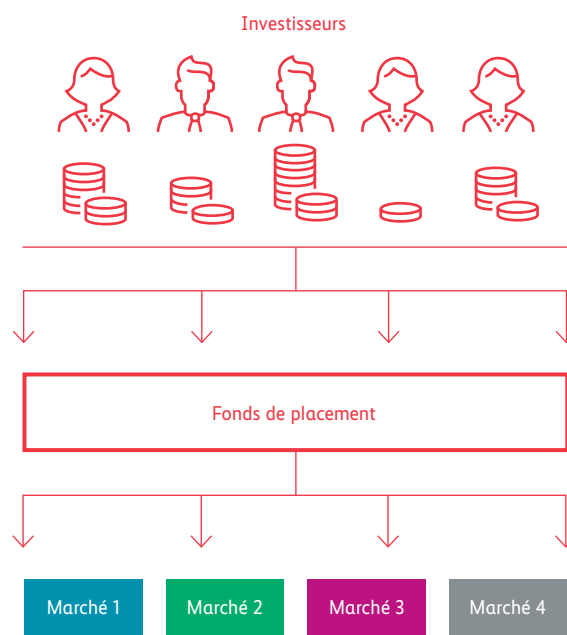 Investisseurs
Fonds de placement
Marché 1
Marché 2
Marché 3
Marché 4